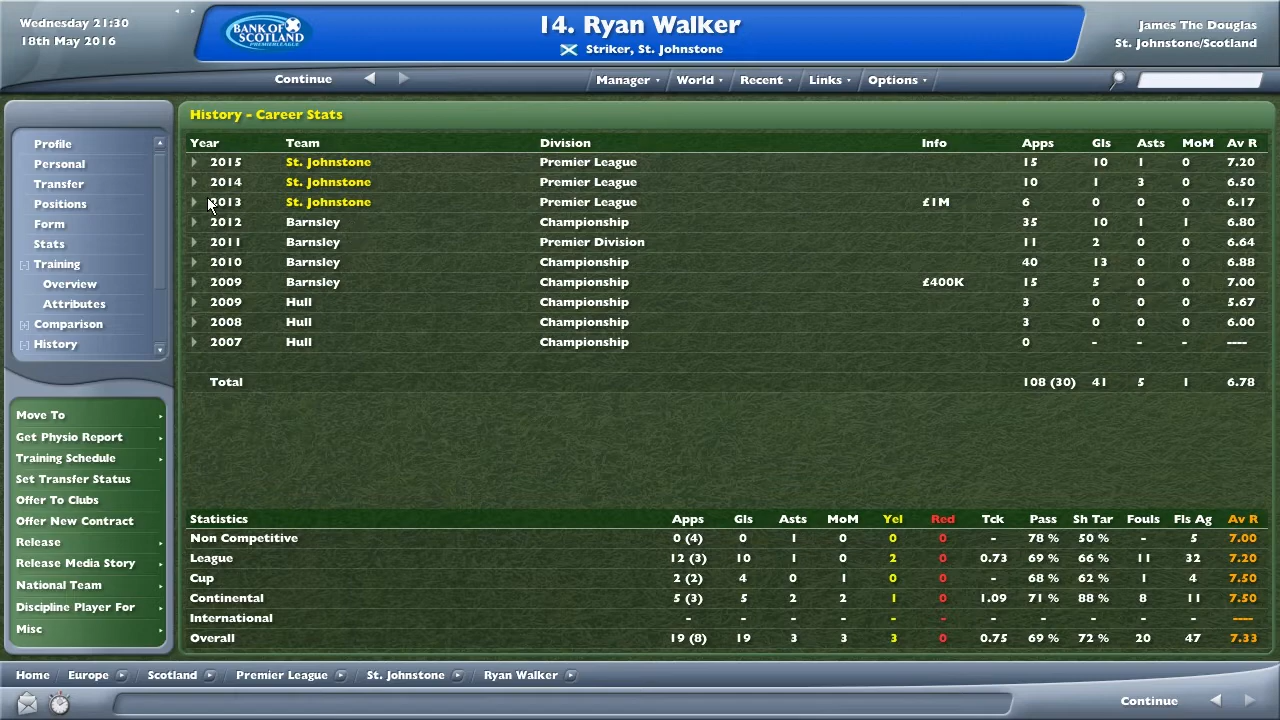 Wednesday 21:30
18th May 2016
BANK OF SCOTLAND
PREMIERLEAGUE
14. Ryan Walker
Striker, St. Johnstone
James The Douglas
St. Johnstone/Scotland
Continue
Manager
World
Recent
Links
Options
Profile
Personal
Transfer
Positions
Form
Stats
Training
Overview
Attributes
Comparison
History
Move To
Get Physio Report
Training Schedule
Set Transfer Status
Offer To Clubs
Offer New Contract
Release
Release Media Story
National Team
Discipline Player For
Misc
History - Career Stats
Year Team Division Info Apps Gls Asts MoM Av R
2015 St. Johnstone Premier League 15 10 1 0 7.20
2014 St. Johnstone Premier League 10 1 3 0 6.50
2013 St. Johnstone Premier League £1M 6 0 0 0 6.17
2012 Barnsley Championship 35 10 1 1 6.80
2011 Barnsley Premier Division 11 2 0 0 6.64
2010 Barnsley Championship 40 13 0 0 6.88
2009 Barnsley Championship £400K 15 5 0 0 7.00
2009 Hull Championship 3 0 0 0 5.67
2008 Hull Championship 3 0 0 0 6.00
2007 Hull Championship 0 - - - ----
Total 108 (30) 41 5 1 6.78
Statistics Apps Gls Asts MoM Yel Red Tck Pass Sh Tar Fouls Fls Ag Av R
Non Competitive 0 (4) 0 1 0 0 0 - 78 % 50 % - 5 7.00
League 12 (3) 10 1 0 2 0 0.73 69 % 66 % 11 32 7.20
Cup 2 (2) 4 0 1 0 0 - 68 % 62 % 1 4 7.50
Continental 5 (3) 5 2 2 1 0 1.09 71 % 88 % 8 11 7.50
International - - - - - - - - - - - ----
Overall 19 (8) 19 3 3 3 0 0.75 69 % 72 % 20 47 7.33
Home Europe Scotland Premier League St. Johnstone Ryan Walker
Continue